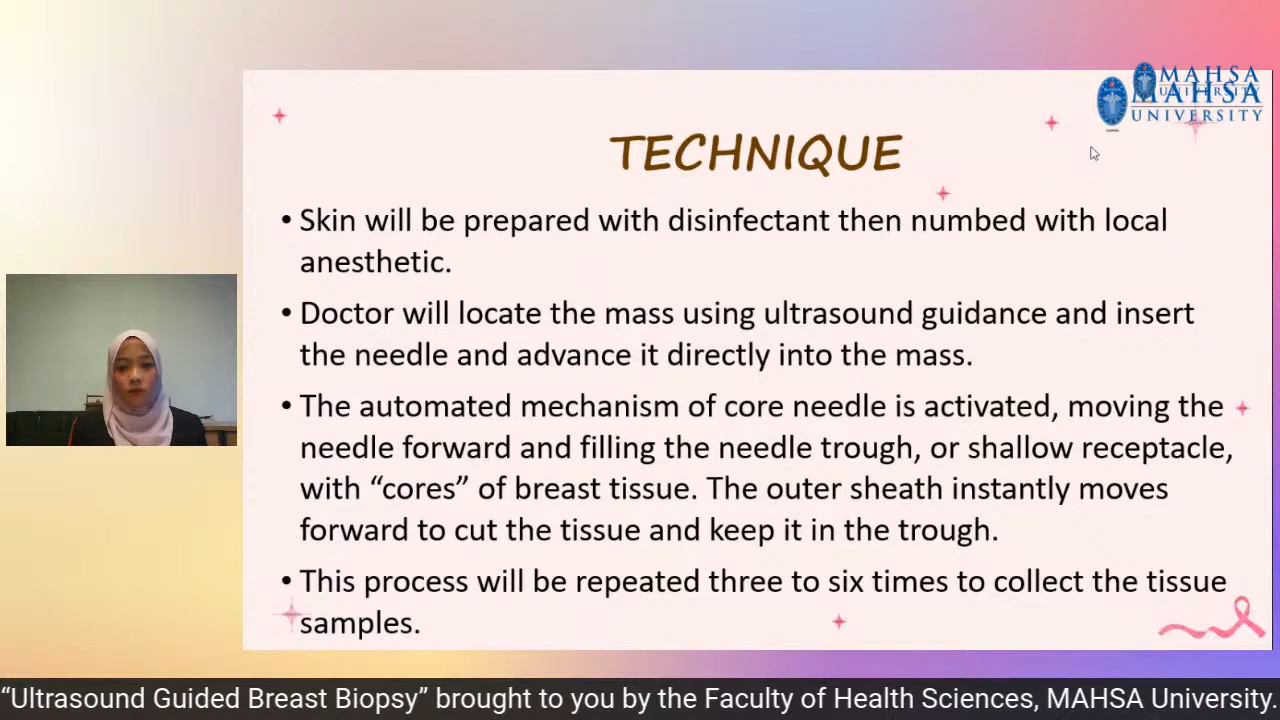 MAHSA
UNIVERSITY
MAHSA
UNIVERSITY
TECHNIQUE
• Skin will be prepared with disinfectant then numbed with local
anesthetic.
• Doctor will locate the mass using ultrasound guidance and insert
the needle and advance it directly into the mass.
• The automated mechanism of core needle is activated, moving the
needle forward and filling the needle trough, or shallow receptacle,
with “cores” of breast tissue. The outer sheath instantly moves
forward to cut the tissue and keep it in the trough.
• This process will be repeated three to six times to collect the tissue
samples.
“Ultrasound Guided Breast Biopsy” brought to you by the Faculty of Health Sciences, MAHSA University.